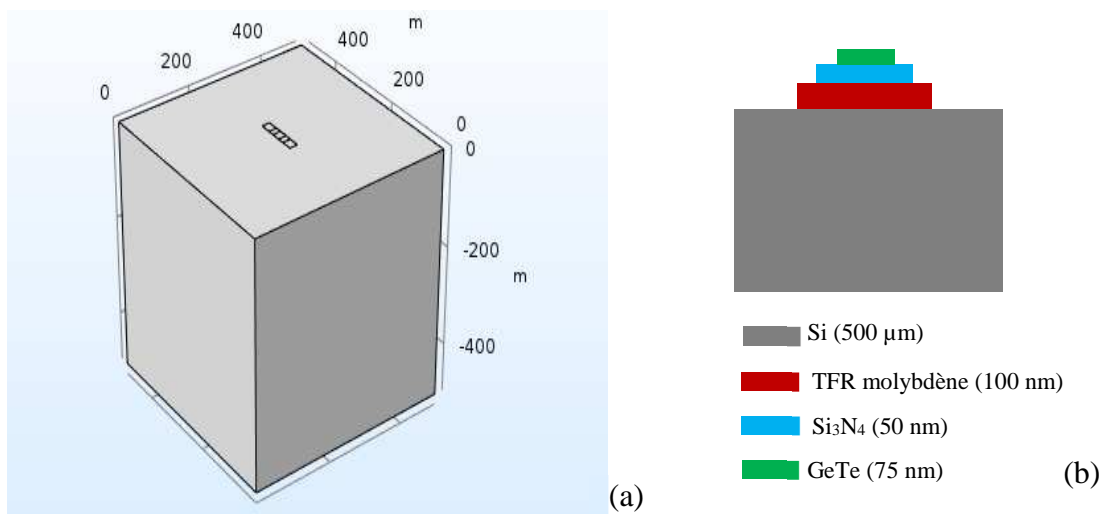 m
400
400
200
200
0
0
0
-200
m
-400
(a)
Si (500 µm)
TFR molybdène (100 nm)
Si₃N₄ (50 nm)
GeTe (75 nm)
(b)